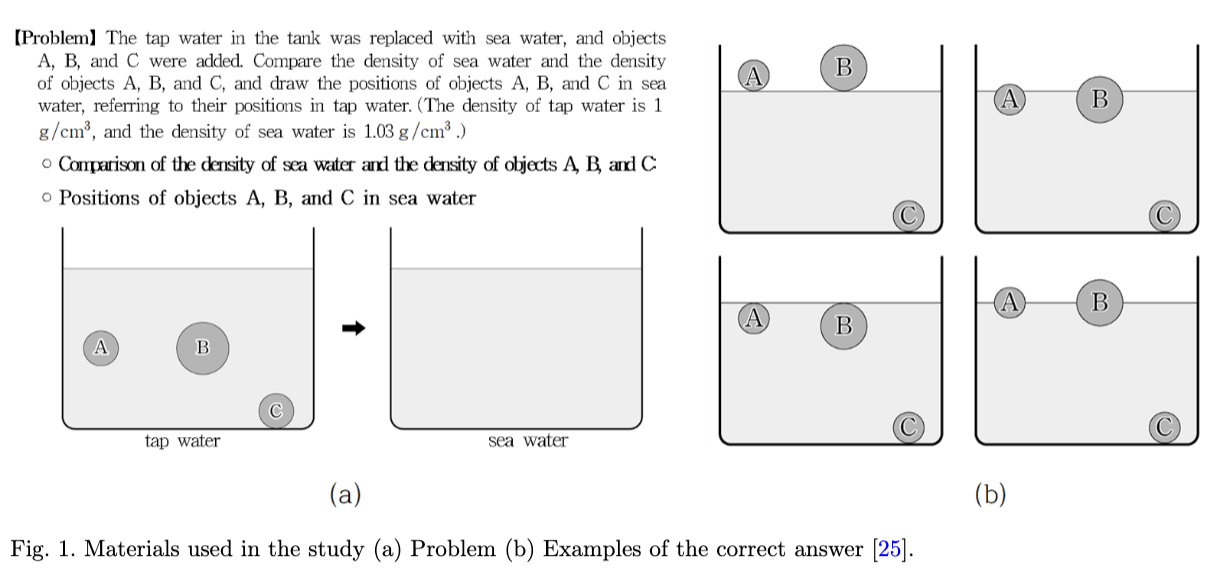 【Problem】 The tap water in the tank was replaced with sea water, and objects
A, B, and C were added. Compare the density of sea water and the density
of objects A, B, and C, and draw the positions of objects A, B, and C in sea
water, referring to their positions in tap water. (The density of tap water is 1
g/cm³, and the density of sea water is 1.03 g/cm³.)
○ Comparison of the density of sea water and the density of objects A, B, and C
○ Positions of objects A, B, and C in sea water
A
B
C
tap water
sea water
(a)
A
B
C
A
B
C
A
B
C
A
B
C
(b)
Fig. 1. Materials used in the study (a) Problem (b) Examples of the correct answer [25].